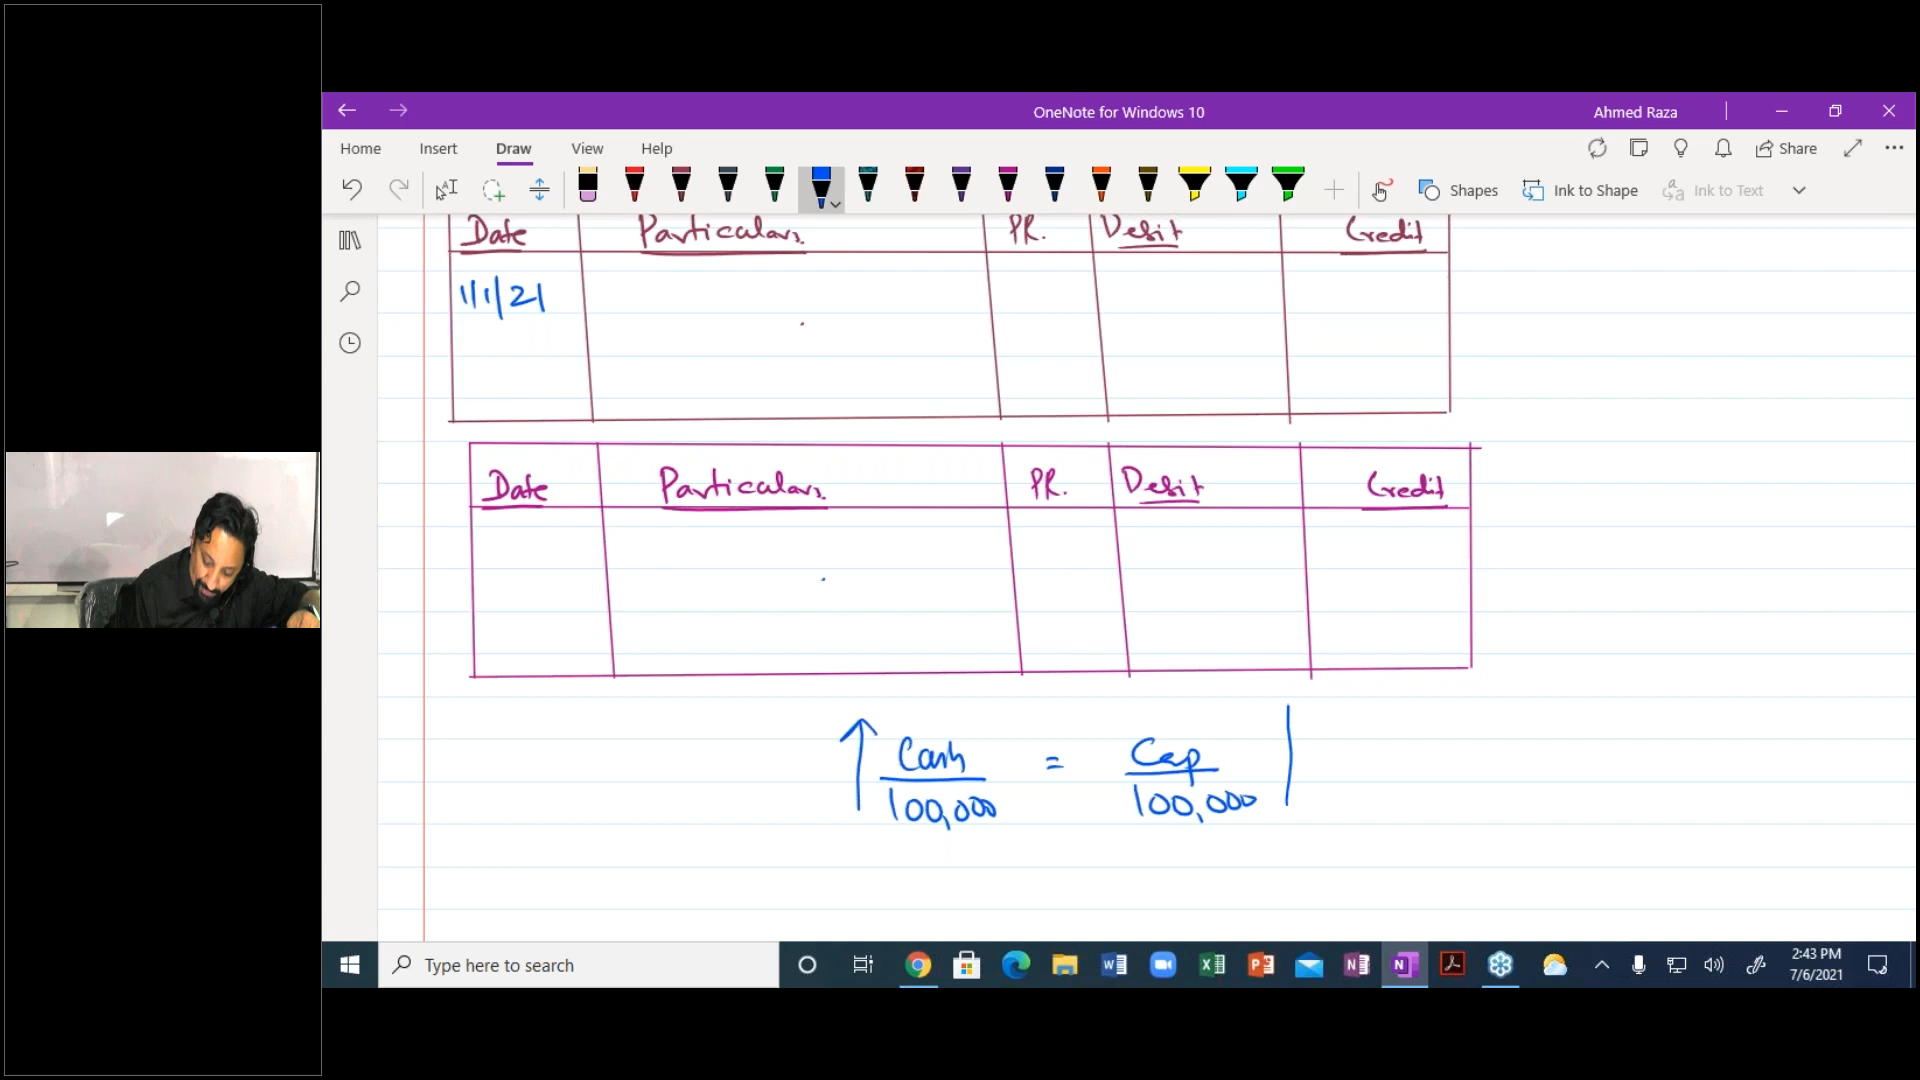 OneNote for Windows 10
Ahmed Raza
Home Insert Draw View Help
Share
Shapes
Ink to Shape
Ink to Text
Date Particulars. PR. Debit Credit
1/1/21
Date Particulars. PR. Debit Credit
Cash = Cap
100,000 100,000
Type here to search
2:43 PM
7/6/2021